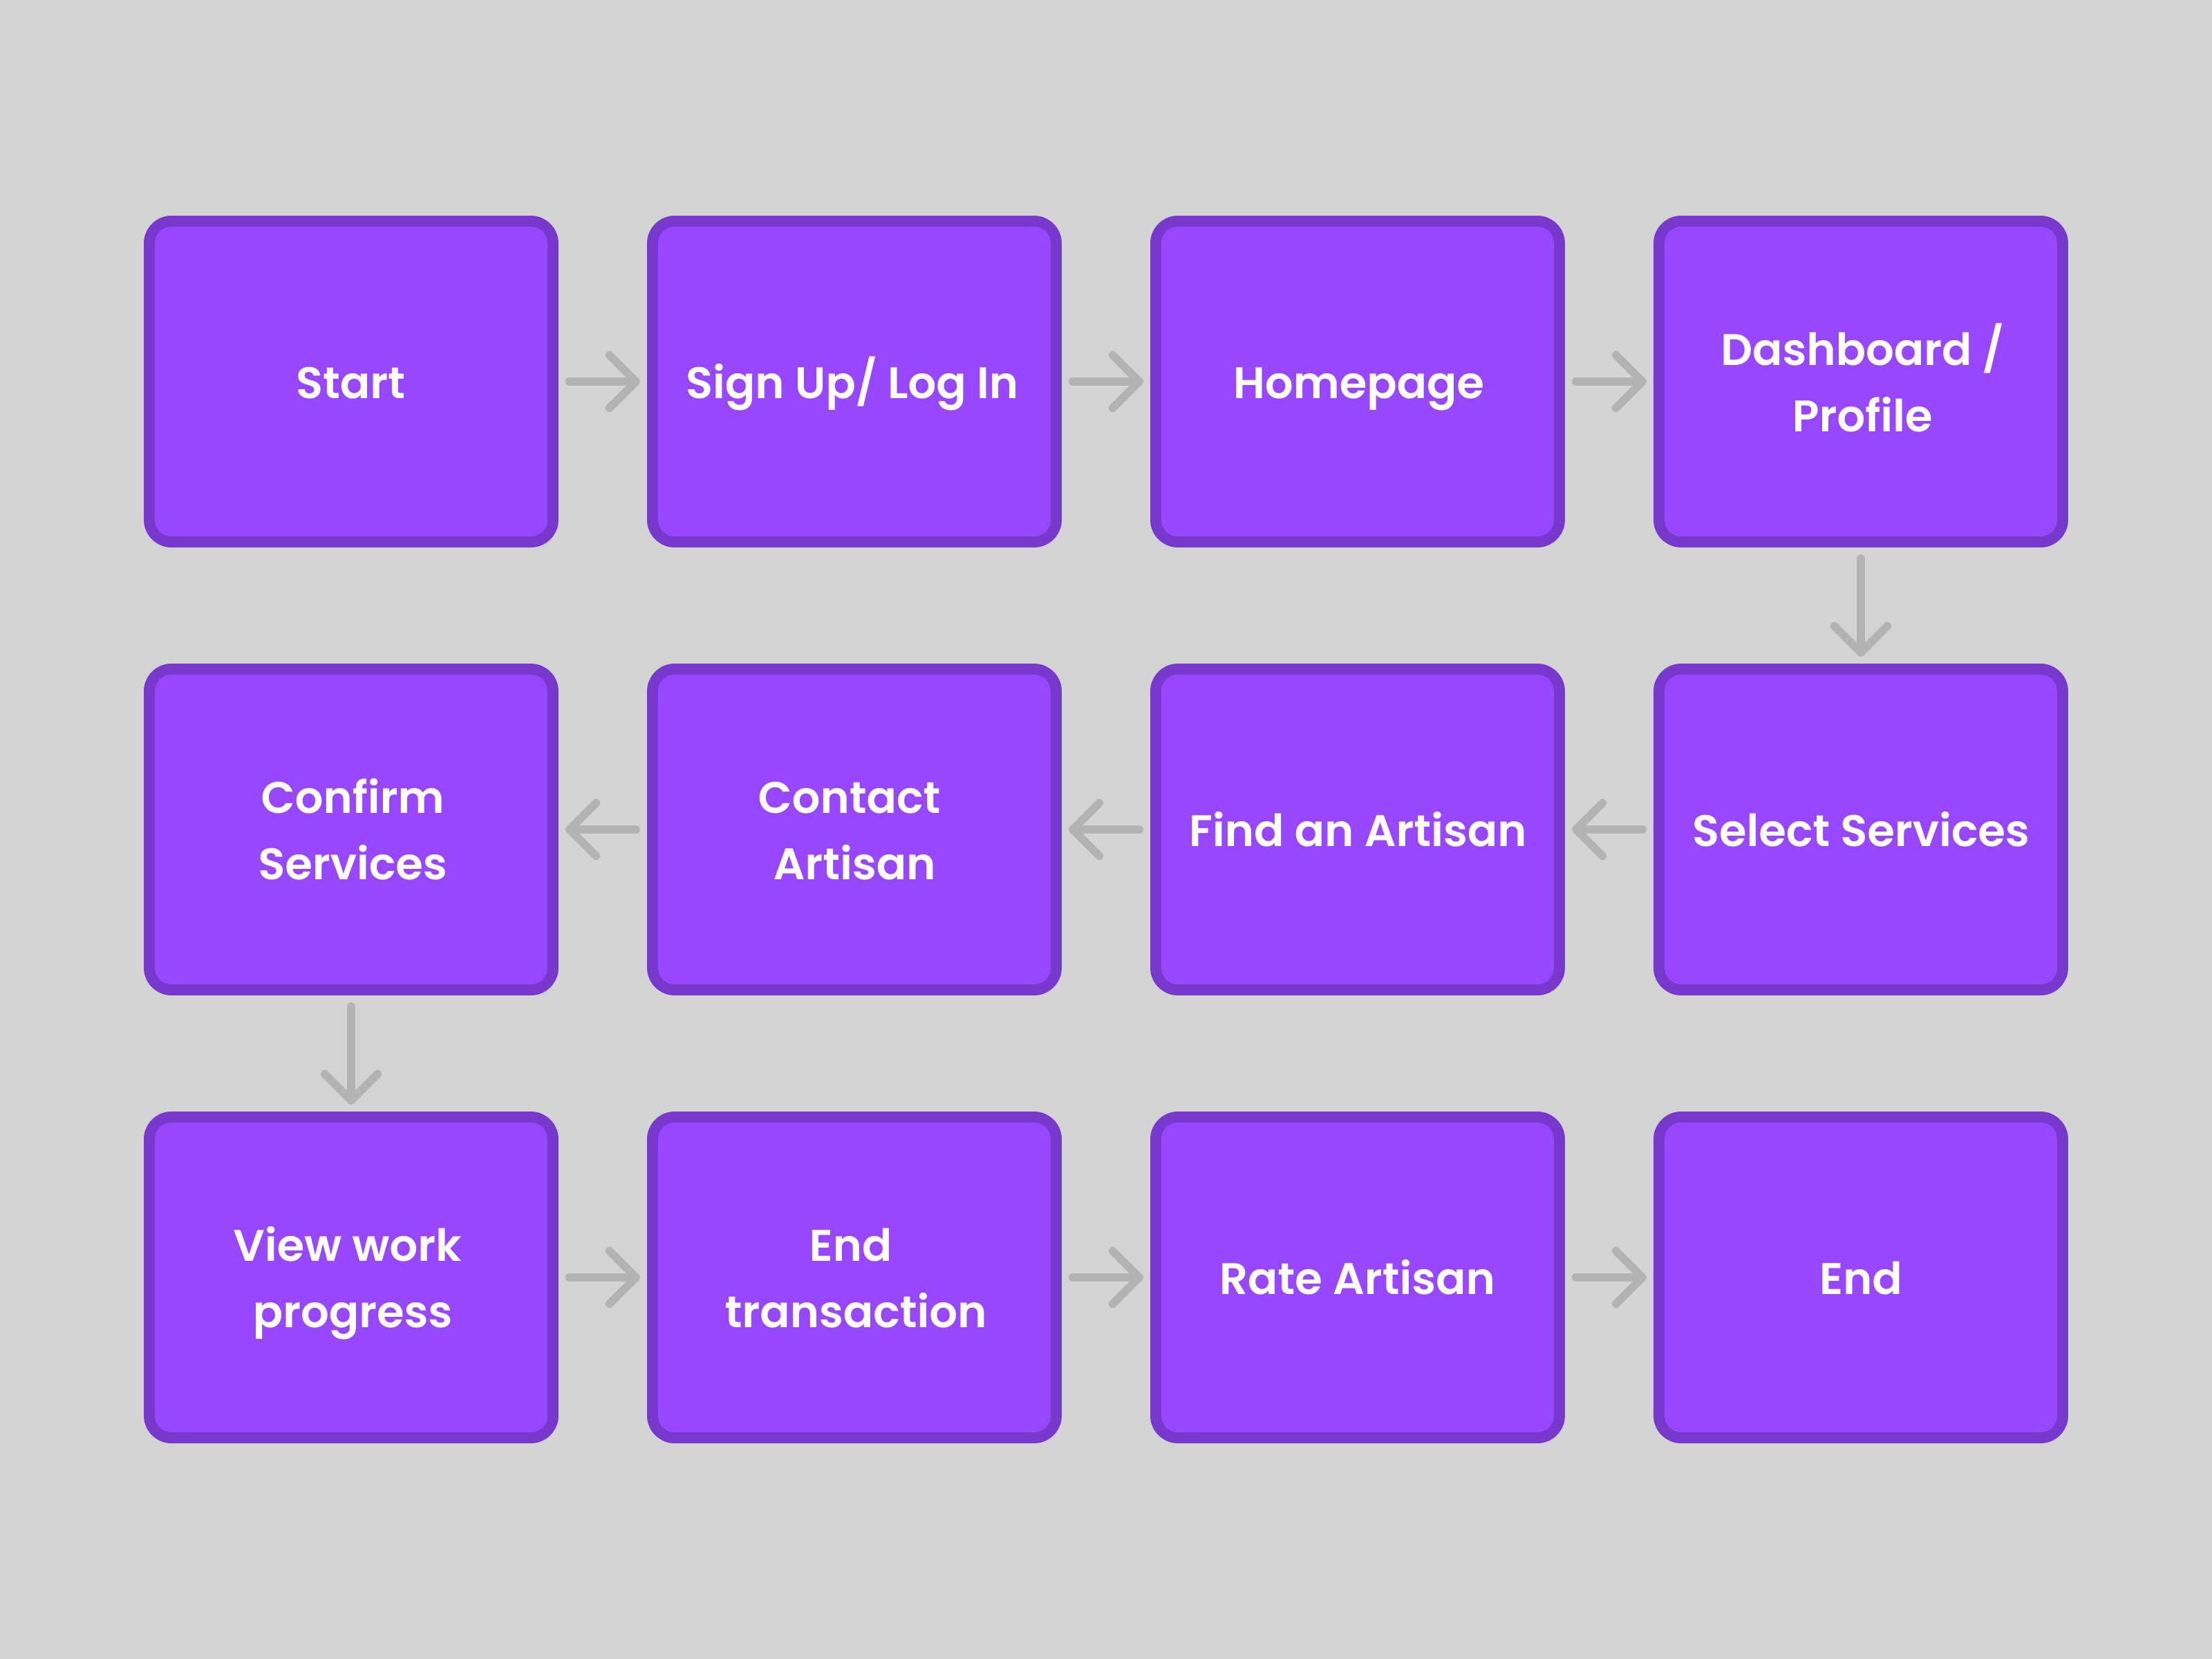 Start
Sign Up/ Log In
Homepage
Dashboard /
Profile
Confirm
Services
Contact
Artisan
Find an Artisan
Select Services
View work
progress
End
transaction
Rate Artisan
End